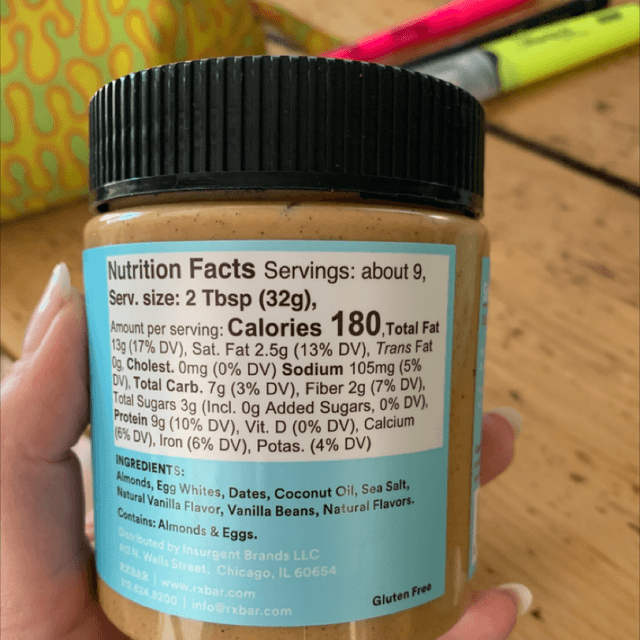 Nutrition Facts Servings: about 9,
Serv. size: 2 Tbsp (32g),
Amount per serving: Calories 180, Total Fat
13g (17% DV), Sat. Fat 2.5g (13% DV), Trans Fat
0g, Cholest. 0mg (0% DV) Sodium 105mg (5%
DV), Total Carb. 7g (3% DV), Fiber 2g (7% DV),
Total Sugars 3g (Incl. 0g Added Sugars, 0% DV),
Protein 9g (10% DV), Vit. D (0% DV), Calcium
(6% DV), Iron (6% DV), Potas. (4% DV)
INGREDIENTS:
Almonds, Egg Whites, Dates, Coconut Oil, Sea Salt,
Natural Vanilla Flavor, Vanilla Beans, Natural Flavors.
Contains: Almonds & Eggs.
Distributed by Insurgent Brands LLC
412 N. Wells Street, Chicago, IL 60654
RXBAR | www.rxbar.com
312.624.8200 | info@rxbar.com
Gluten Free